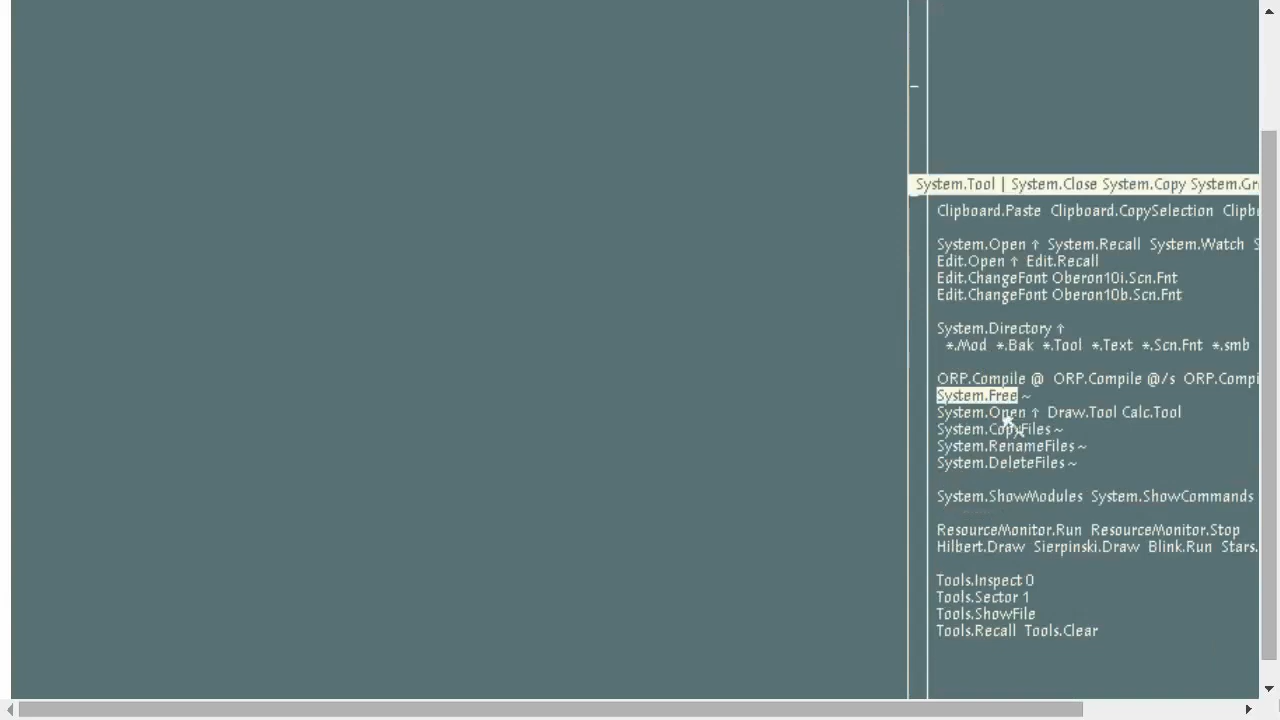 System.Tool | System.Close System.Copy System.Gr
Clipboard.Paste Clipboard.CopySelection Clipb
System.Open ↑ System.Recall System.Watch S
Edit.Open ↑ Edit.Recall
Edit.ChangeFont Oberon10i.Scn.Fnt
Edit.ChangeFont Oberon10b.Scn.Fnt
System.Directory ↑
*.Mod *.Bak *.Tool *.Text *.Scn.Fnt *.smb
ORP.Compile @ ORP.Compile @/s ORP.Compi
System.Free ~
System.Open ↑ Draw.Tool Calc.Tool
System.CopyFiles ~
System.RenameFiles ~
System.DeleteFiles ~
System.ShowModules System.ShowCommands
ResourceMonitor.Run ResourceMonitor.Stop
Hilbert.Draw Sierpinski.Draw Blink.Run Stars.
Tools.Inspect 0
Tools.Sector 1
Tools.ShowFile
Tools.Recall Tools.Clear